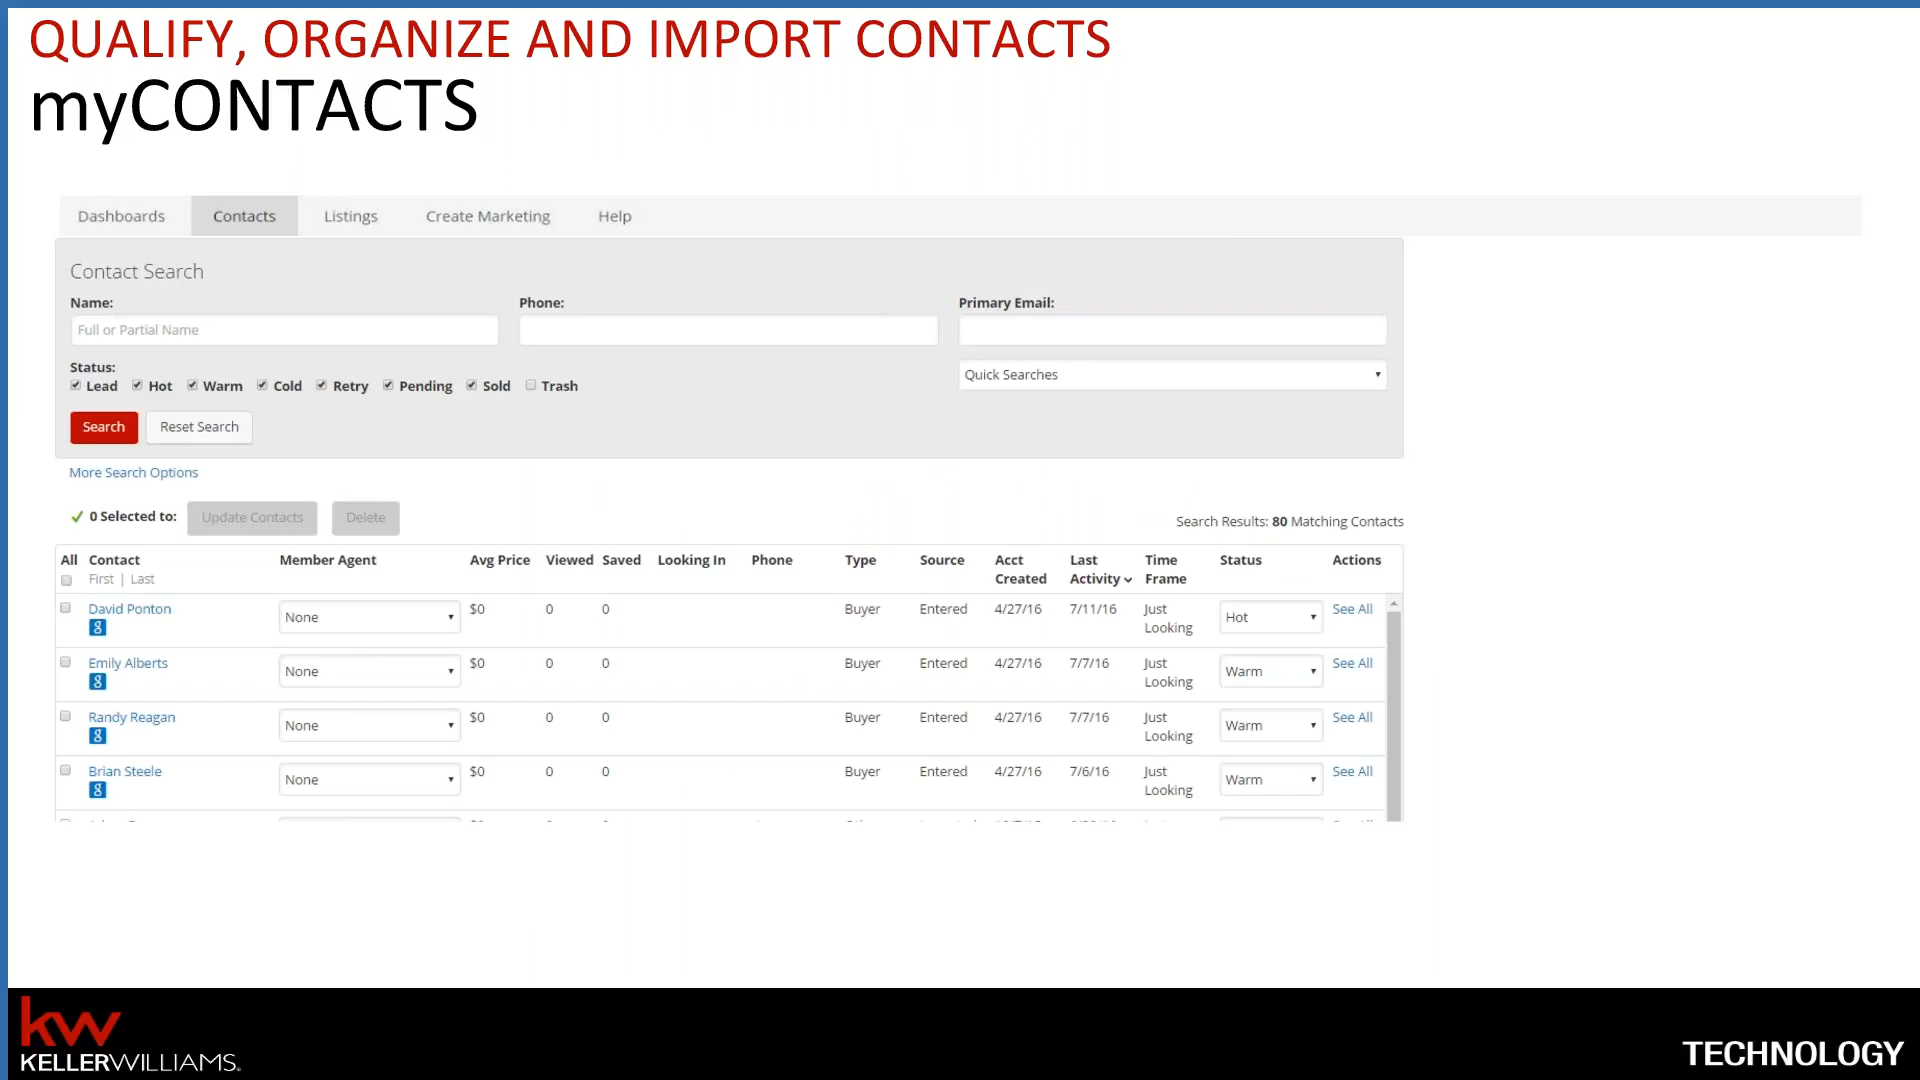 QUALIFY, ORGANIZE AND IMPORT CONTACTS
myCONTACTS
Dashboards Contacts Listings Create Marketing Help
Contact Search
Name: Phone: Primary Email:
Full or Partial Name
Status:
Lead Hot Warm Cold Retry Pending Sold Trash
Quick Searches
Search Reset Search
More Search Options
0 Selected to: Update Contacts Delete
Search Results: 80 Matching Contacts
All Contact Member Agent Avg Price Viewed Saved Looking In Phone Type Source Acct Last Time Status Actions
First | Last Created Activity Frame
David Ponton None $0 0 0 Buyer Entered 4/27/16 7/11/16 Just Hot See All
g Looking
Emily Alberts None $0 0 0 Buyer Entered 4/27/16 7/7/16 Just Warm See All
g Looking
Randy Reagan None $0 0 0 Buyer Entered 4/27/16 7/7/16 Just Warm See All
g Looking
Brian Steele None $0 0 0 Buyer Entered 4/27/16 7/6/16 Just Warm See All
g Looking
kw
KELLERWILLIAMS.
TECHNOLOGY